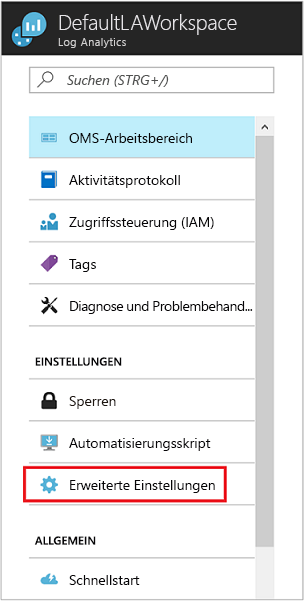 DefaultLAWorkspace
Log Analytics
Suchen (STRG+/)
OMS-Arbeitsbereich
Aktivitätsprotokoll
Zugriffssteuerung (IAM)
Tags
Diagnose und Problembehand...
EINSTELLUNGEN
Sperren
Automatisierungsskript
Erweiterte Einstellungen
ALLGEMEIN
Schnellstart